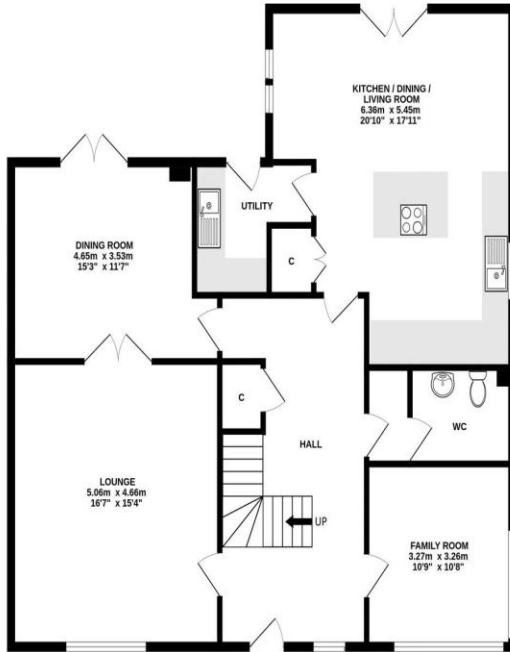 KITCHEN / DINING /
LIVING ROOM
6.36m x 5.45m
20'10" x 17'11"
UTILITY
DINING ROOM
4.65m x 3.53m
15'3" x 11'7"
C
C
HALL
WC
LOUNGE
5.06m x 4.66m
16'7" x 15'4"
UP
FAMILY ROOM
3.27m x 3.26m
10'9" x 10'8"